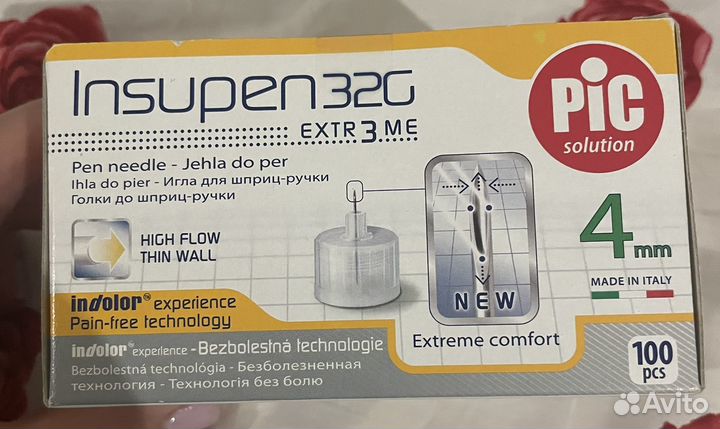 Insupen 32G
EXTR3ME
PiC
solution
Pen needle - Jehla do per
Ihla do pier - Игла для шприц-ручки
Голки до шприц-ручки
HIGH FLOW
THIN WALL
NEW
4mm
MADE IN ITALY
indolor™ experience
Pain-free technology
Extreme comfort
indolor™ experience - Bezbolestná technologie
Bezbolestná technológia - Безболезненная
технология - Технологія без болю
100
pcs
Avito